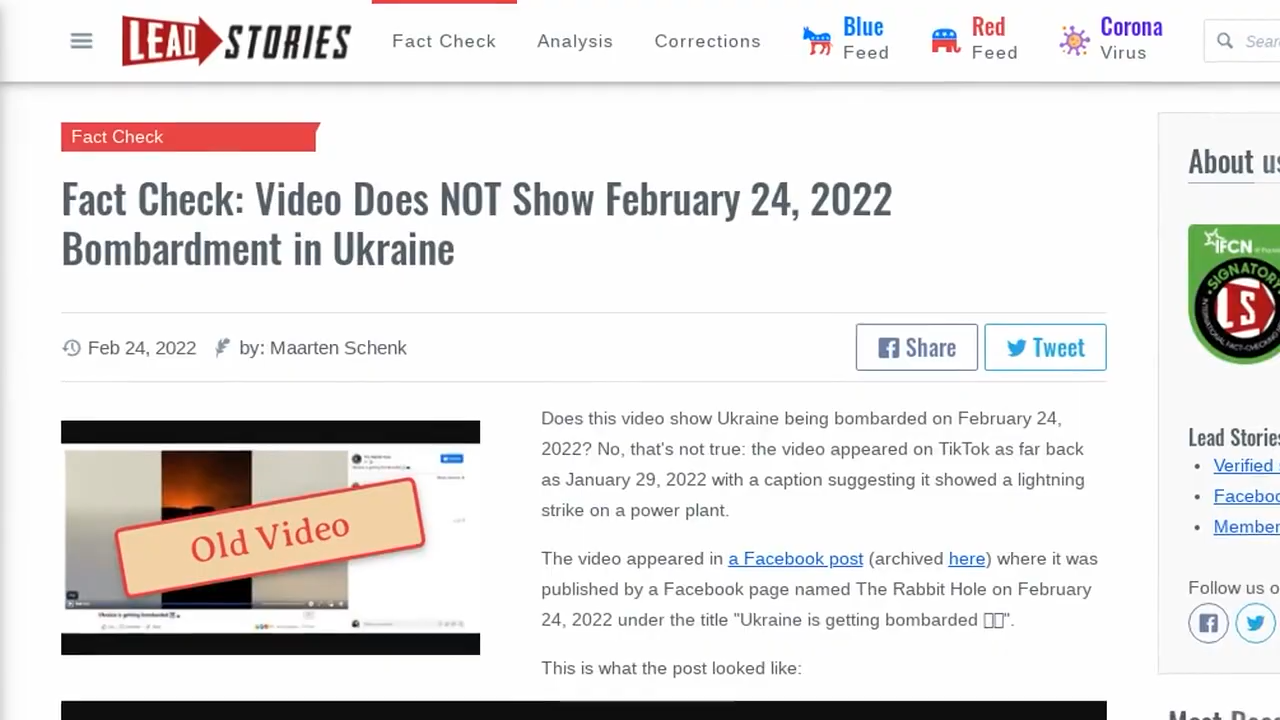 LEAD STORIES
Fact Check
Analysis
Corrections
Blue
Feed
Red
Feed
Corona
Virus
Fact Check
Fact Check: Video Does NOT Show February 24, 2022
Bombardment in Ukraine
Feb 24, 2022
by: Maarten Schenk
Share
Tweet
Old Video
Does this video show Ukraine being bombarded on February 24,
2022? No, that's not true: the video appeared on TikTok as far back
as January 29, 2022 with a caption suggesting it showed a lightning
strike on a power plant.
The video appeared in a Facebook post (archived here) where it was
published by a Facebook page named The Rabbit Hole on February
24, 2022 under the title "Ukraine is getting bombarded".
This is what the post looked like:
About us
IFCN
SIGNATORY
LS
Lead Stories
Verified
Member
Follow us